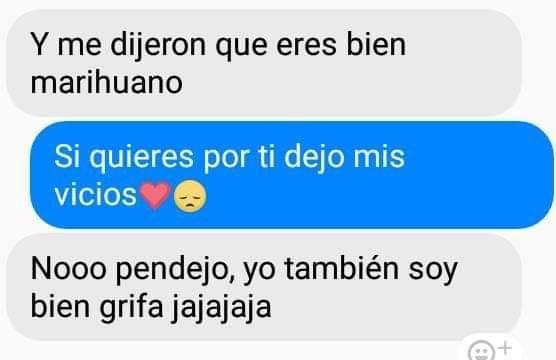 Y me dijeron que eres bien
marihuano
Si quieres por ti dejo mis
vicios❤️😞
Nooo pendejo, yo también soy
bien grifa jajajaja